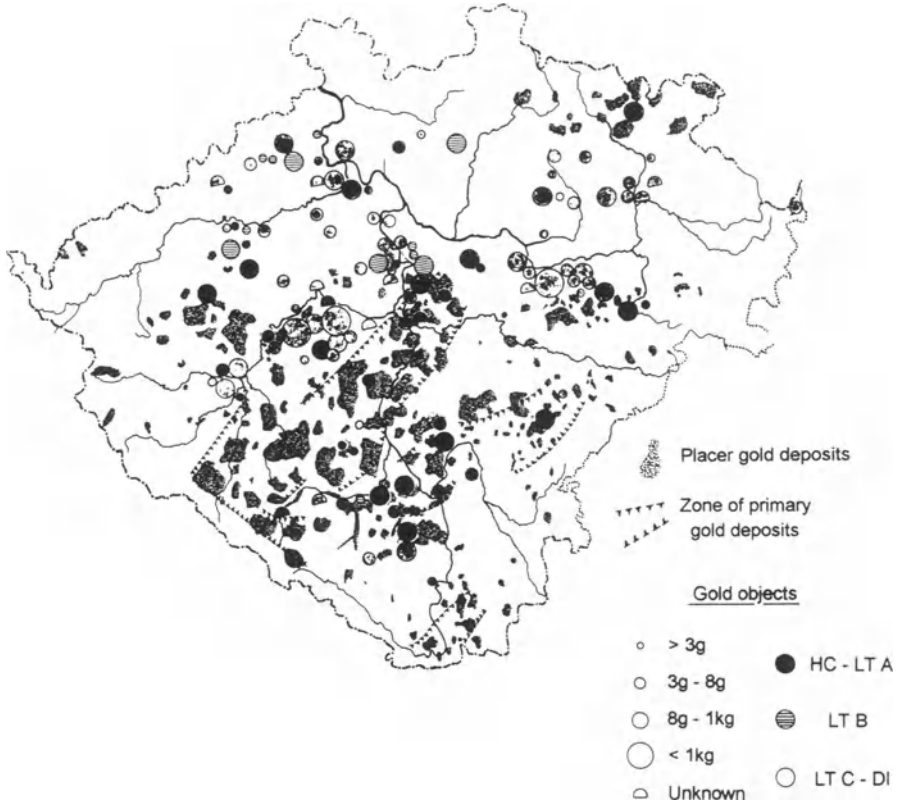 Placer gold deposits
Zone of primary
gold deposits
Gold objects
> 3g
3g - 8g
8g - 1kg
< 1kg
Unknown
HC - LT A
LT B
LT C - DI